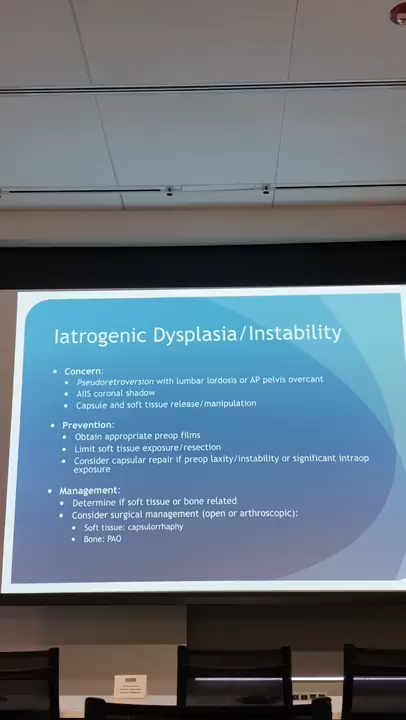 Iatrogenic Dysplasia/Instability
• Concern:
• Pseudoretroversion with lumbar lordosis or AP pelvis overcant
• AIIS coronal shadow
• Capsule and soft tissue release/manipulation
• Prevention:
• Obtain appropriate preop films
• Limit soft tissue exposure/resection
• Consider capsular repair if preop laxity/instability or significant intraop
exposure
• Management:
• Determine if soft tissue or bone related
• Consider surgical management (open or arthroscopic):
• Soft tissue: capsulorrhaphy
• Bone: PAO